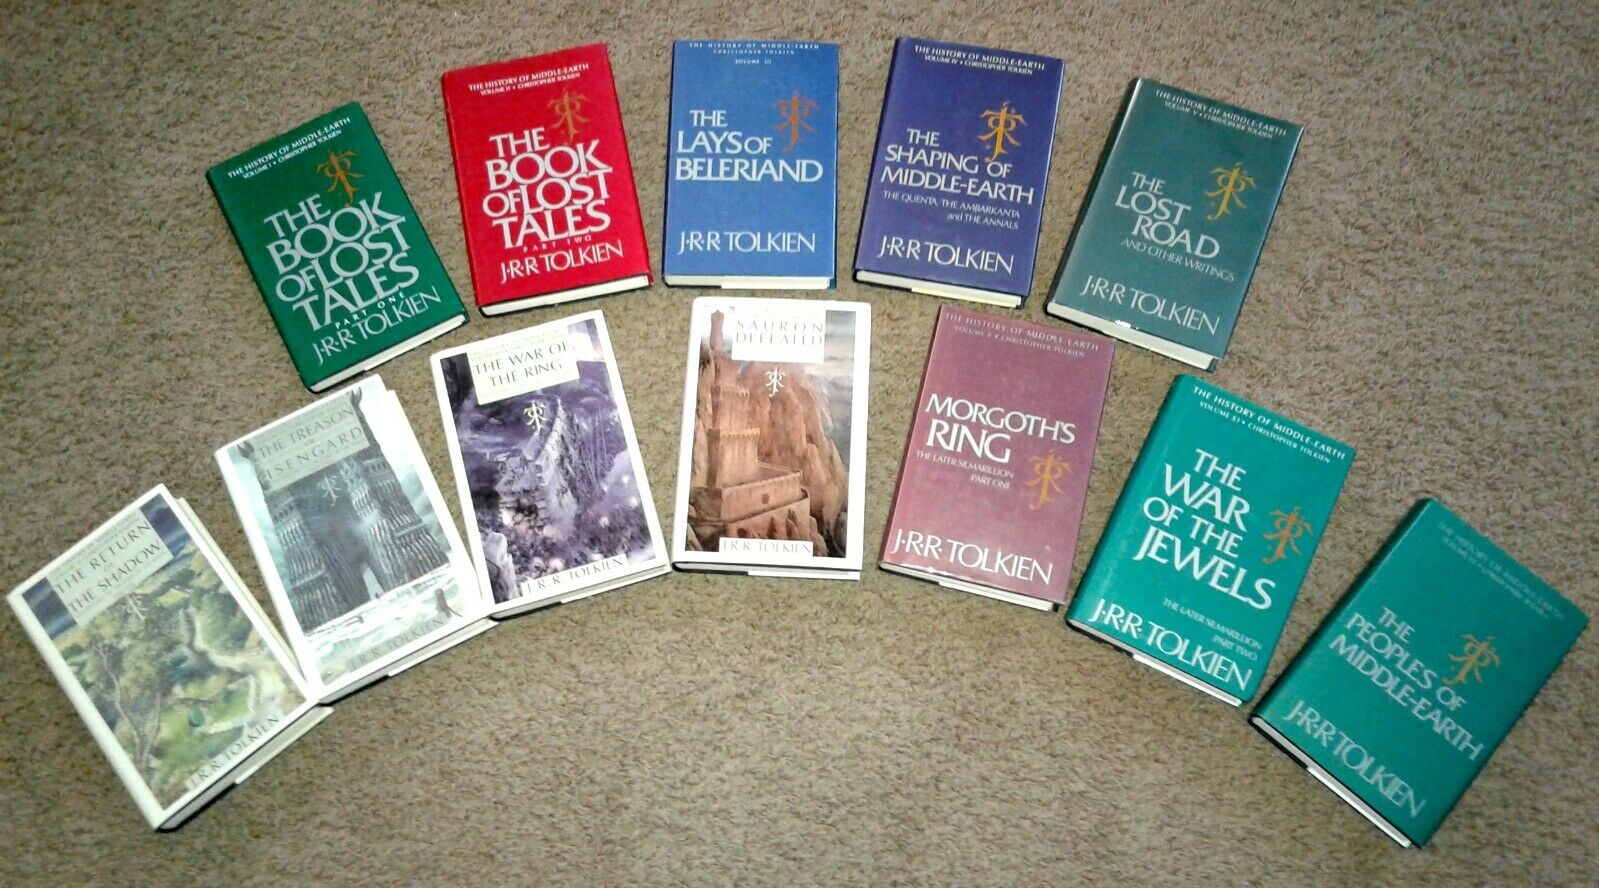 THE HISTORY OF MIDDLE-EARTH
VOLUME I • CHRISTOPHER TOLKIEN
THE
BOOK
OF LOST
TALES
PART ONE
J•R•R TOLKIEN
THE HISTORY OF MIDDLE-EARTH
VOLUME II • CHRISTOPHER TOLKIEN
THE
BOOK
OF LOST
TALES
PART TWO
J•R•R TOLKIEN
THE HISTORY OF MIDDLE-EARTH
CHRISTOPHER TOLKIEN
VOLUME III
THE
LAYS OF
BELERIAND
J•R•R TOLKIEN
THE HISTORY OF MIDDLE-EARTH
VOLUME IV • CHRISTOPHER TOLKIEN
THE
SHAPING OF
MIDDLE-EARTH
THE QUENTA, THE AMBARKANTA
and THE ANNALS
J•R•R TOLKIEN
THE HISTORY OF MIDDLE-EARTH
VOLUME V • CHRISTOPHER TOLKIEN
THE
LOST
ROAD
AND OTHER WRITINGS
J•R•R TOLKIEN
THE RETURN
THE SHADOW
J.R.R. TOLKIEN
THE TREASON
OF
ISENGARD
J.R.R. TOLKIEN
THE WAR OF
THE RING
J.R.R. TOLKIEN
SAURON
DEFEATED
J.R.R. TOLKIEN
THE HISTORY OF MIDDLE-EARTH
VOLUME X • CHRISTOPHER TOLKIEN
MORGOTH'S
RING
THE LATER SILMARILLION
PART ONE
J•R•R TOLKIEN
THE HISTORY OF MIDDLE-EARTH
VOLUME XI • CHRISTOPHER TOLKIEN
THE
WAR
OF THE
JEWELS
THE LATER SILMARILLION
PART TWO
J•R•R TOLKIEN
THE HISTORY OF MIDDLE-EARTH
VOLUME XII • CHRISTOPHER TOLKIEN
THE
PEOPLES OF
MIDDLE-EARTH
J•R•R TOLKIEN